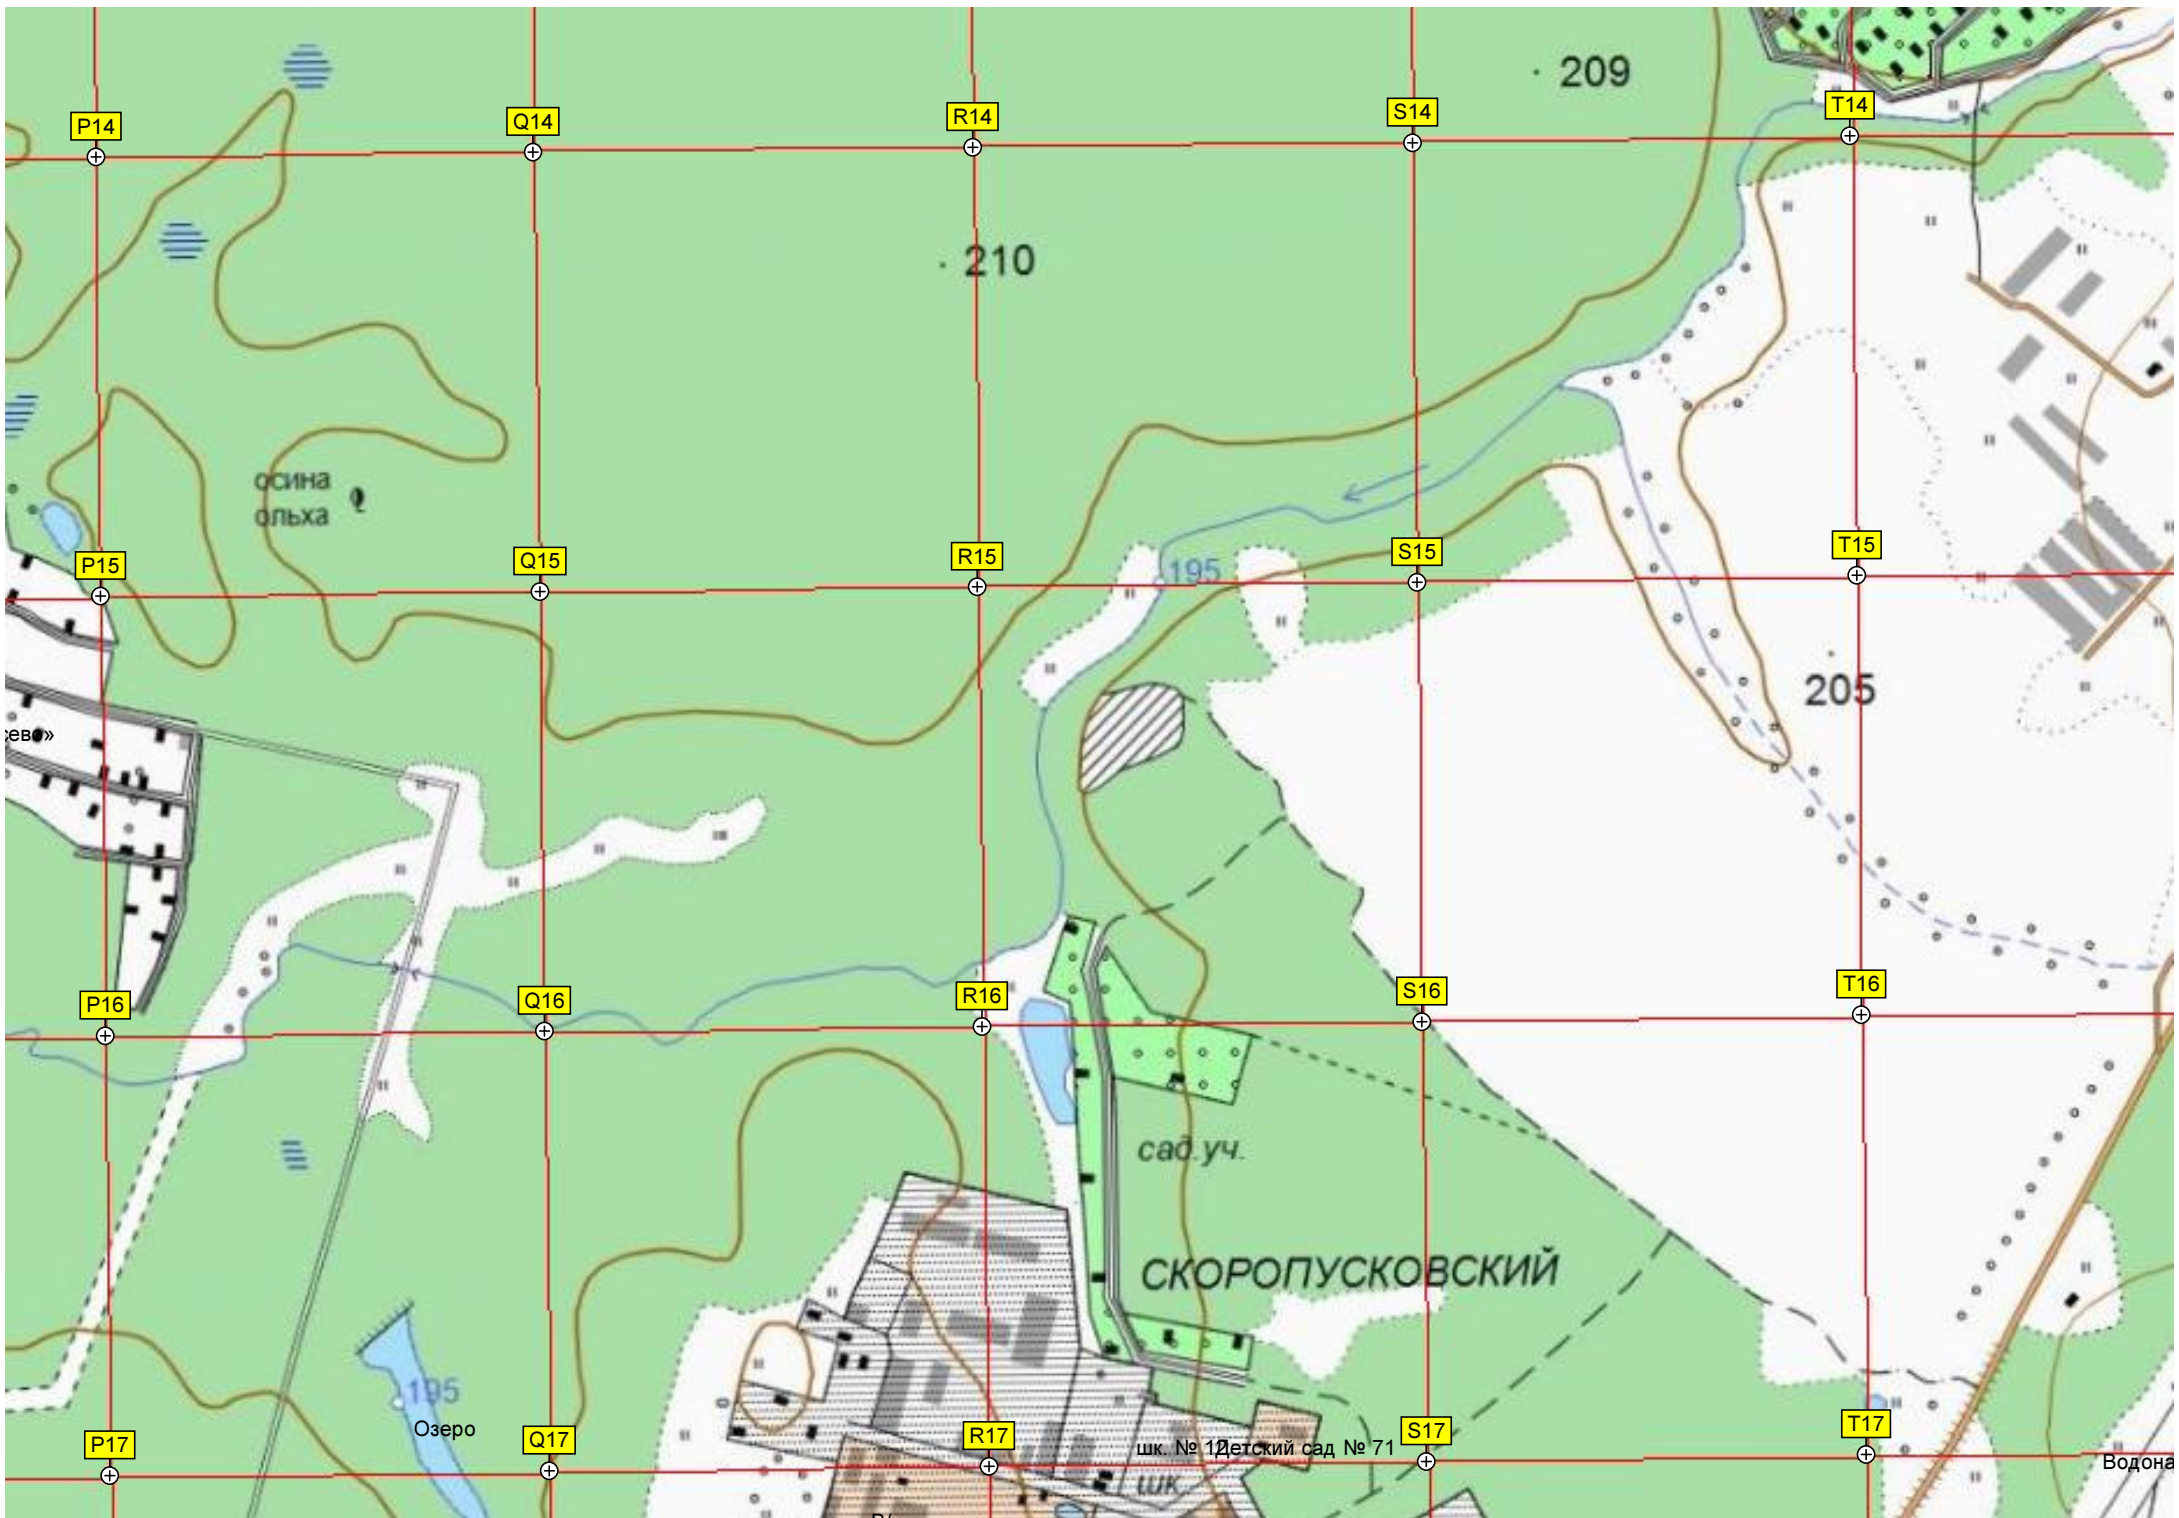 209
P14
Q14
R14
S14
T14
210
осина
ольха
P15
Q15
R15
S15
T15
195
205
P16
Q16
R16
S16
T16
сад.уч.
СКОРОПУСКОВСКИЙ
195
Озеро
P17
Q17
R17
S17
T17
шк. №
Детский сад № 71
шк.
Водона